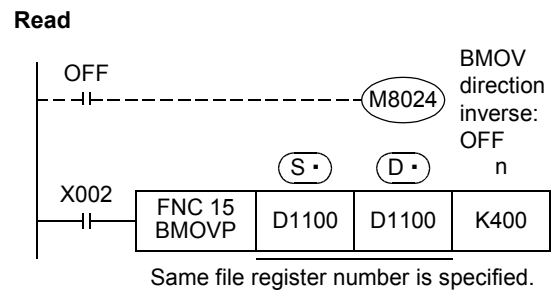 Read
OFF
M8024
BMOV
direction
inverse:
OFF
S・ D・ n
X002
FNC 15
BMOVP
D1100 D1100 K400
Same file register number is specified.